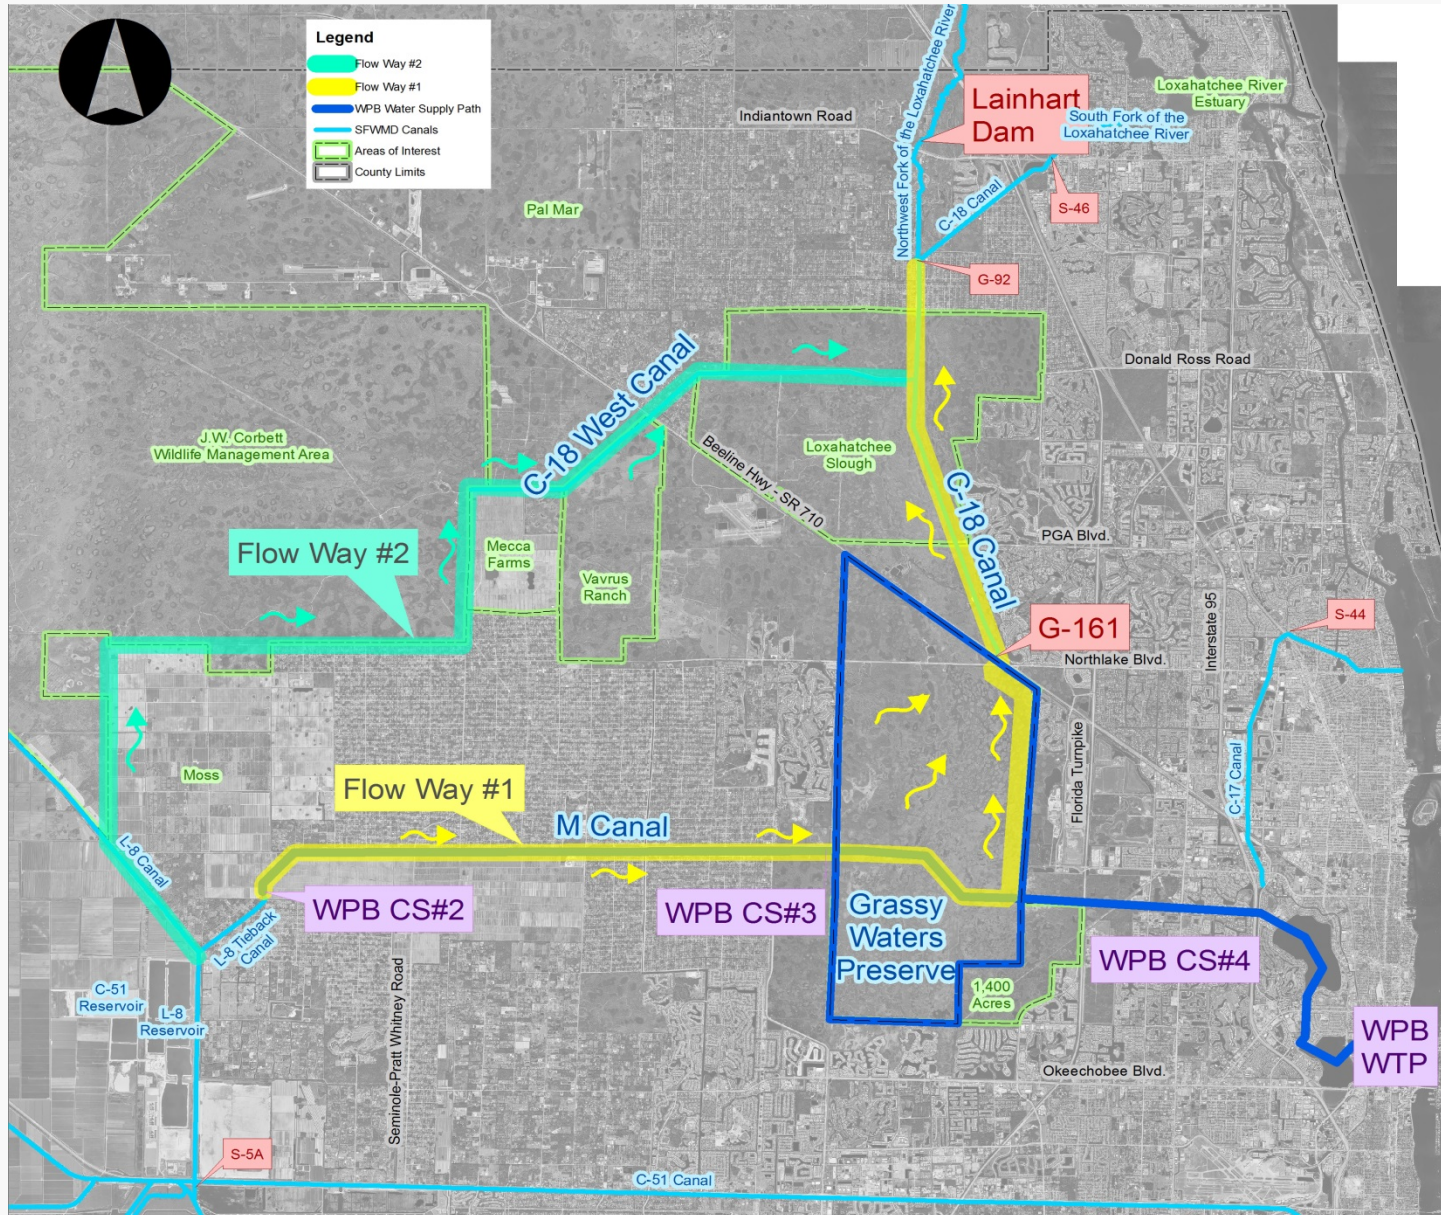 Legend
Flow Way #2
Flow Way #1
WPB Water Supply Path
SFWMD Canals
Areas of Interest
County Limits
Northwest Fork of the Loxahatchee River
Lainhart
Dam
Loxahatchee River
Estuary
South Fork of the
Loxahatchee River
Indiantown Road
C-18 Canal
S-46
Pal Mar
G-92
Donald Ross Road
C-18 West Canal
J.W. Corbett
Wildlife Management Area
Loxahatchee
Slough
Beeline Hwy - SR 710
C-18 Canal
PGA Blvd.
Flow Way #2
Mecca
Farms
Vavrus
Ranch
G-161
Northlake Blvd.
Interstate 95
S-44
Moss
Flow Way #1
M Canal
Florida Turnpike
C-17 Canal
L-8 Canal
WPB CS#2
WPB CS#3
Grassy
Waters
Preserve
L-8 Tieback
Canal
WPB CS#4
C-51
Reservoir
L-8
Reservoir
1,400
Acres
Seminole-Pratt Whitney Road
WPB
WTP
Okeechobee Blvd.
S-5A
C-51 Canal